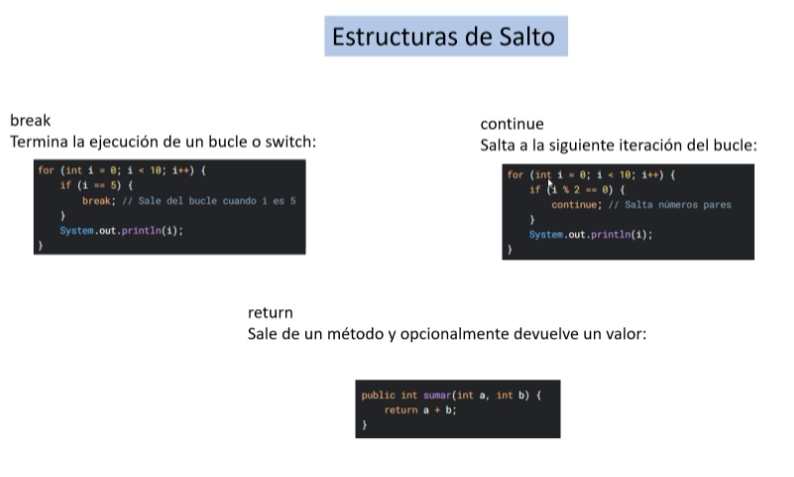 Estructuras de Salto
break
Termina la ejecución de un bucle o switch:
for (int i = 0; i < 10; i++) {
    if (i == 5) {
        break; // Sale del bucle cuando i es 5
    }
    System.out.println(i);
}
continue
Salta a la siguiente iteración del bucle:
for (int i = 0; i < 10; i++) {
    if (i % 2 == 0) {
        continue; // Salta números pares
    }
    System.out.println(i);
}
return
Sale de un método y opcionalmente devuelve un valor:
public int sumar(int a, int b) {
    return a + b;
}